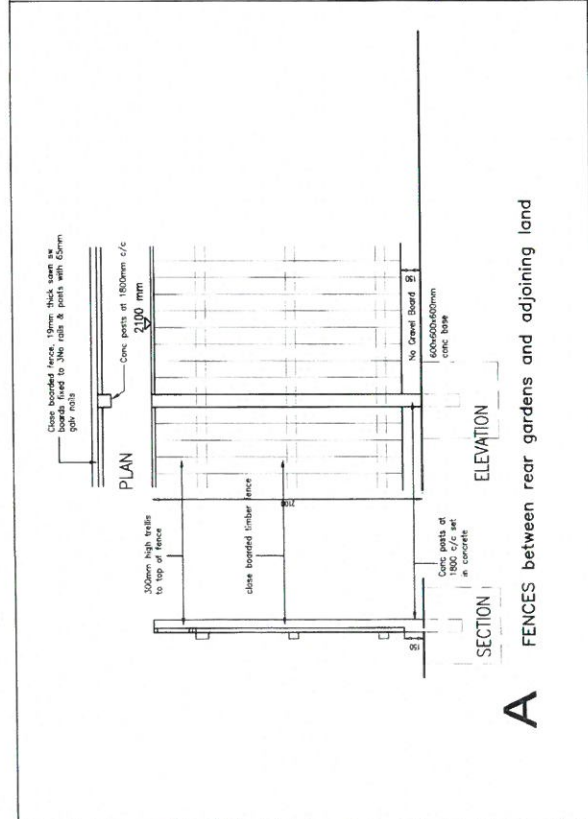 Close boarded fence, 19mm thick sawn sw
boards fixed to 3No rails & posts with 65mm
galv nails
Conc posts at 1800mm c/c
PLAN
2100 mm
300mm high trellis
to top of fence
close boarded timber fence
2100
No Gravel Board
150
600x600x600mm
conc base
ELEVATION
Conc posts at
1800 c/c set
in concrete
150
SECTION
A
FENCES between rear gardens and adjoining land